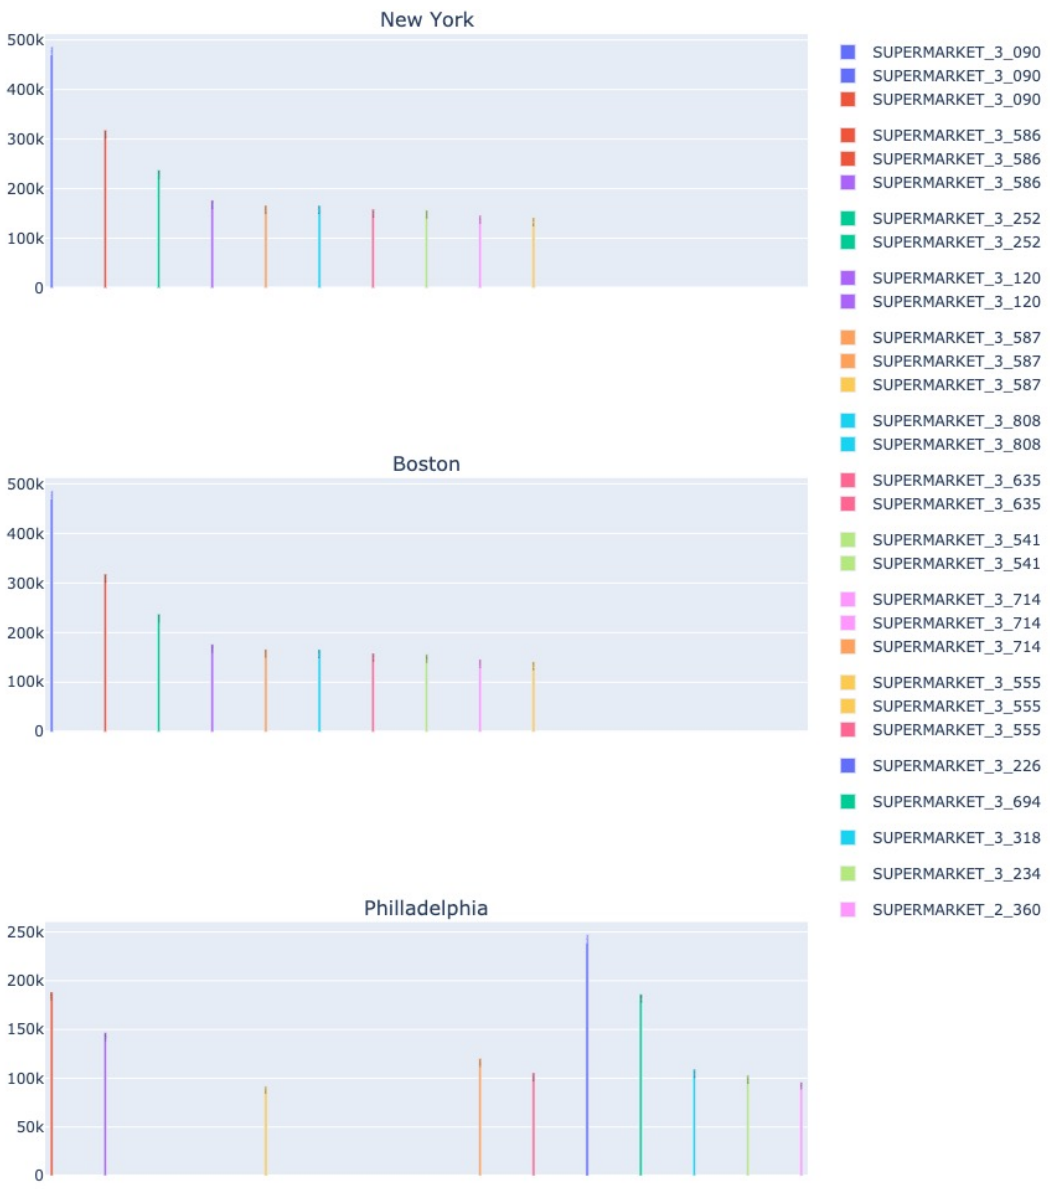 New York
500k
400k
300k
200k
100k
0
Boston
500k
400k
300k
200k
100k
0
Philladelphia
250k
200k
150k
100k
50k
0
SUPERMARKET_3_090
SUPERMARKET_3_090
SUPERMARKET_3_090
SUPERMARKET_3_586
SUPERMARKET_3_586
SUPERMARKET_3_586
SUPERMARKET_3_252
SUPERMARKET_3_252
SUPERMARKET_3_120
SUPERMARKET_3_120
SUPERMARKET_3_587
SUPERMARKET_3_587
SUPERMARKET_3_587
SUPERMARKET_3_808
SUPERMARKET_3_808
SUPERMARKET_3_635
SUPERMARKET_3_635
SUPERMARKET_3_541
SUPERMARKET_3_541
SUPERMARKET_3_714
SUPERMARKET_3_714
SUPERMARKET_3_714
SUPERMARKET_3_555
SUPERMARKET_3_555
SUPERMARKET_3_555
SUPERMARKET_3_226
SUPERMARKET_3_694
SUPERMARKET_3_318
SUPERMARKET_3_234
SUPERMARKET_2_360